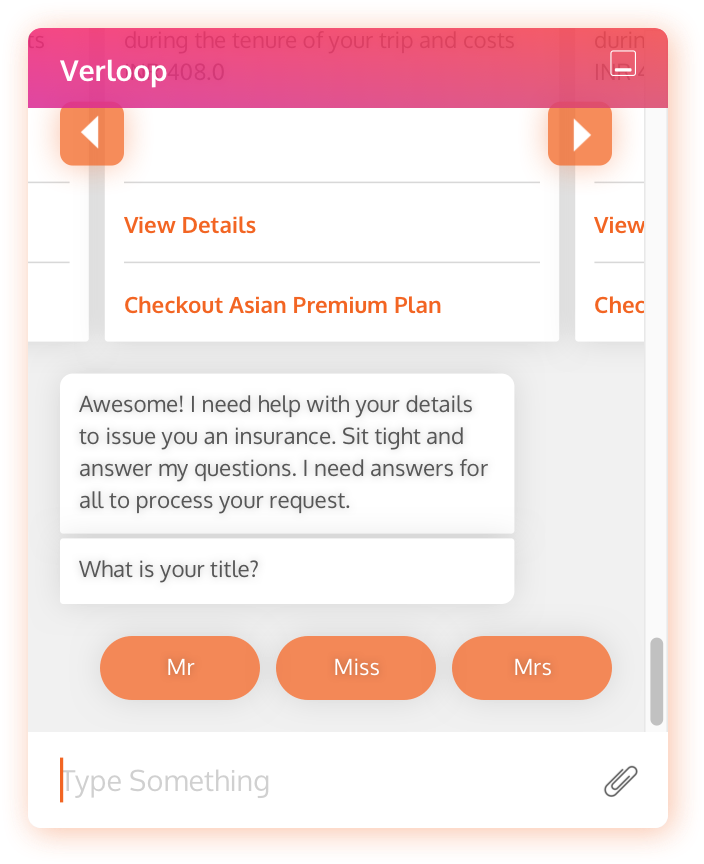 ts during the tenure of your trip and costs durin
Verloop
408.0 INR 4
View Details View
Checkout Asian Premium Plan Chec
Awesome! I need help with your details
to issue you an insurance. Sit tight and
answer my questions. I need answers for
all to process your request.
What is your title?
Mr Miss Mrs
Type Something